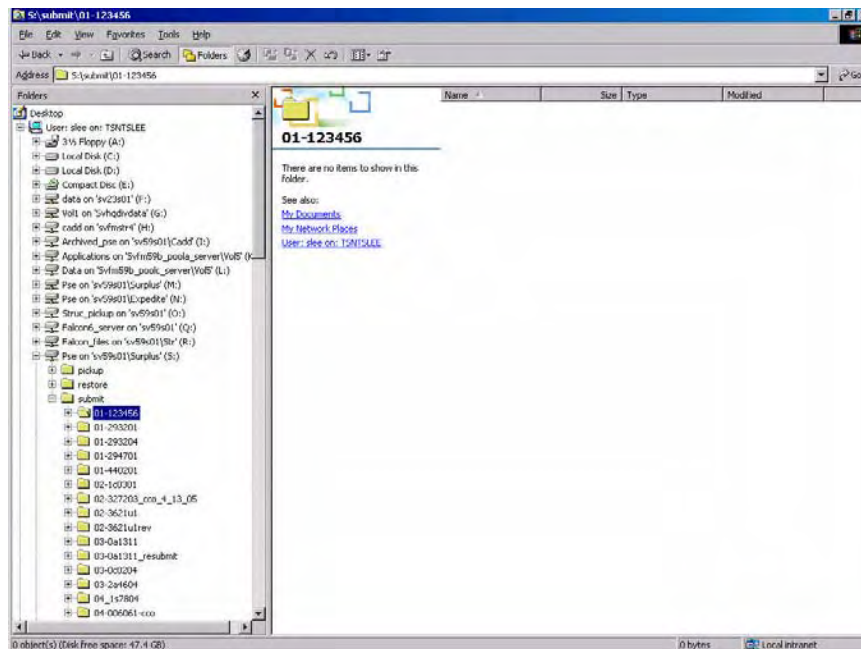 S:\submit\01-123456
File Edit View Favorites Tools Help
Back Search Folders
Address S:\submit\01-123456 Go
Folders
Desktop
User: slee on: TSNTSLEE
3½ Floppy (A:)
Local Disk (C:)
Local Disk (D:)
Compact Disc (E:)
data on 'sv23s01' (F:)
Vol1 on 'Svhqdivdata' (G:)
cadd on 'svfmstr4' (H:)
Archived_pse on 'sv59s01\Cadd' (I:)
Applications on 'Svfm59b_poola_server\Vol5' (K
Data on 'Svfm59b_poolc_server\Vol5' (L:)
Pse on 'sv59s01\Surplus' (M:)
Pse on 'sv59s01\Expedite' (N:)
Struc_pickup on 'sv59s01' (O:)
Falcon6_server on 'sv59s01' (Q:)
Falcon_files on 'sv59s01\Str' (R:)
Pse on 'sv59s01\Surplus' (S:)
pickup
restore
submit
01-123456
01-293201
01-293204
01-294701
01-440201
02-1c0301
02-327203_cco_4_13_05
02-3621u1
02-3621u1rev
03-0a1311
03-0a1311_resubmit
03-0c0204
03-2a4604
04_1s7804
04-006061-cco
01-123456
There are no items to show in this
folder.
See also:
My Documents
My Network Places
User: slee on: TSNTSLEE
Name Size Type Modified
0 object(s) (Disk free space: 47.4 GB) 0 bytes Local intranet